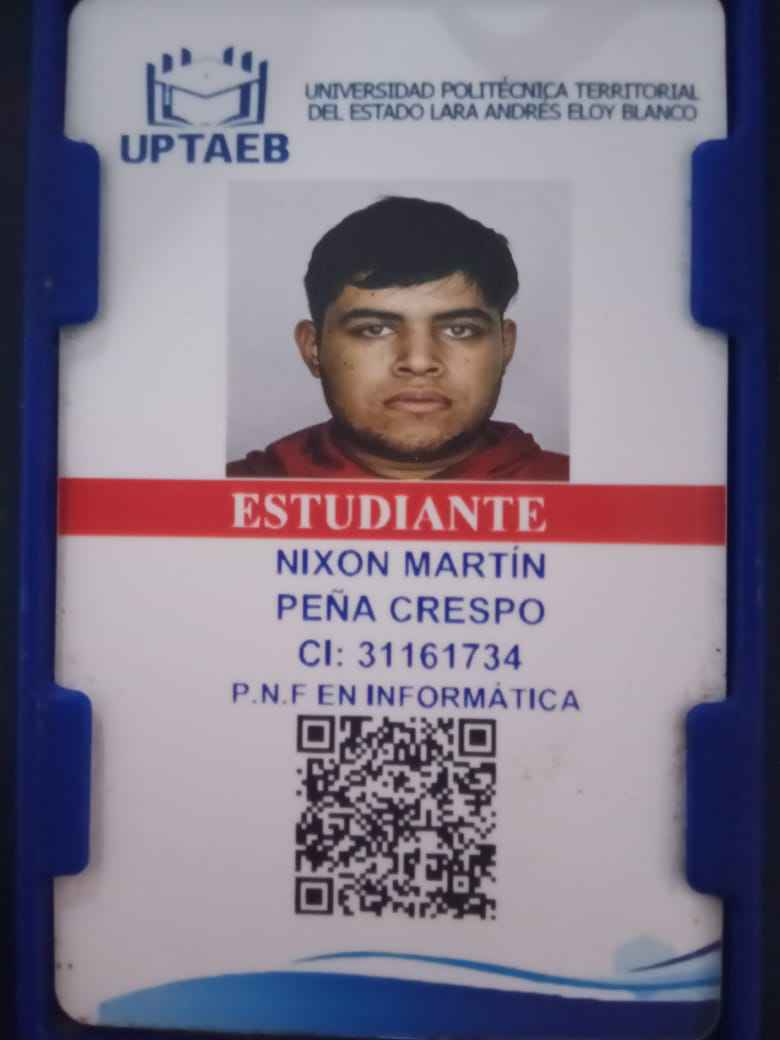 UPTAEB
UNIVERSIDAD POLITÉCNICA TERRITORIAL
DEL ESTADO LARA ANDRÉS ELOY BLANCO
ESTUDIANTE
NIXON MARTÍN
PEÑA CRESPO
CI: 31161734
P.N.F EN INFORMÁTICA